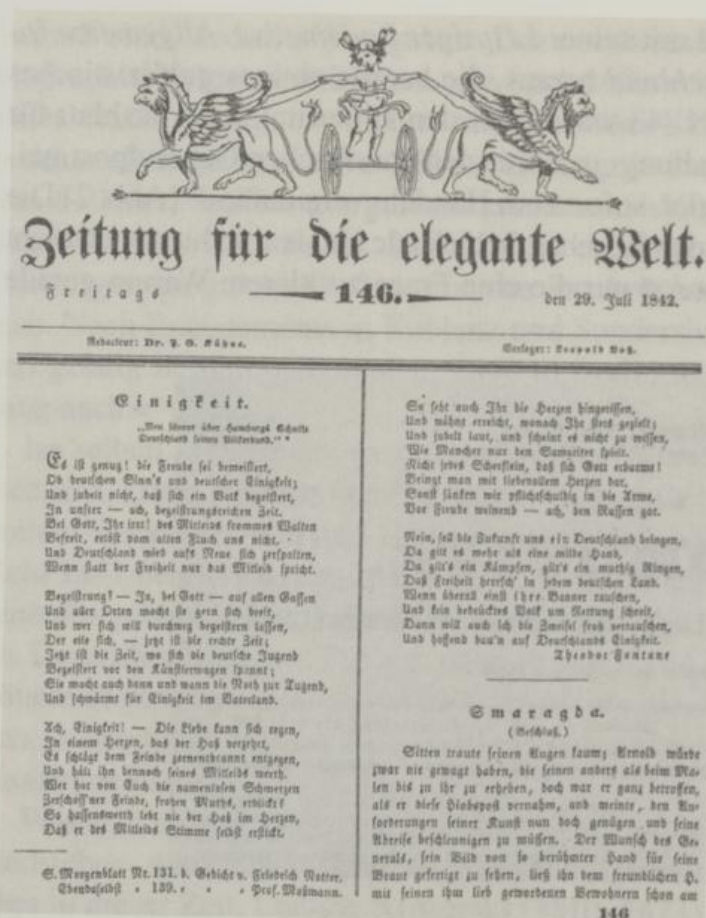 Zeitung für die elegante Welt.
Freitags
146.
den 29. Juli 1842.
Redacteur: Dr. F. G. Kühne.
Verleger: Leopold Voß.
Einigkeit.
„Neu führet über Hamburgs Schutte
Deutschland seinen Bilderbund.“ *
Es ist genug! die Freude sei bemeistert,
Ob deutschen Sinn's und deutscher Einigkeit;
Und jubelt nicht, daß sich ein Volk begeistert,
In unsrer — ach, begeistrungsreichen Zeit.
Bei Gott, Ihr irrt! des Mitleids frommes Walten
Befreit, erlöst vom alten Fluch uns nicht.
Und Deutschland wird aufs Neue sich zerspalten,
Wenn statt der Freiheit nur das Mitleid spricht.
Begeistrung! — Ja, bei Gott — auf allen Gassen
Und aller Orten macht sie gern sich breit,
Und wer sich will durchweg begeistern lassen,
Der eile sich, — jetzt ist die rechte Zeit;
Jetzt ist die Zeit, wo sich die deutsche Jugend
Begeistert vor den Künstlerwagen spannt;
Sie macht auch denn und wann die Noth zur Tugend,
Und schwärmt für Einigkeit im Vaterland.
Ach, Einigkeit! — Die Liebe kann sich regen,
In einem Herzen, das der Haß verzehrt,
Es schlägt dem Feinde zornentbrannt entgegen,
Und hält ihn dennoch seines Mitleids werth.
Wer hat von Euch die namenlosen Schmerzen
Zerschoss'ner Feinde, frohen Muths, erblickt?
So hassenswerth lebt nie der Haß im Herzen,
Daß er des Mitleids Stimme selbst erstickt.
S. Morgenblatt Nr. 131. d. Gedicht v. Friedrich Notter.
Ebendaselbst „ 139. „ „ „ Prof. Maßmann.
So seht auch Ihr die Herzen hingerissen,
Und wähnt erreicht, wonach Ihr stets gezielt;
Und jubelt laut, und scheint es nicht zu wissen,
Wie Mancher nur den Samariter spielt.
Nicht jedes Scherflein, daß sich Gott erbarme!
Bringt man mit liebevollem Herzen dar,
Sonst sänken wir pflichtschuldig in die Arme,
Vor Freude weinend — ach, den Russen gar.
Nein, soll die Zukunft uns ein Deutschland bringen,
Da gilt es mehr als eine milde Hand,
Da gilt's ein Kämpfen, gilt's ein muthig Ringen,
Daß Freiheit herrsch' in jedem deutschen Land.
Wenn überall einst ihre Banner rauschen,
Und kein bedrücktes Volk um Rettung schreit,
Dann will auch ich die Zweifel froh vertauschen,
Und hoffend bau'n auf Deutschlands Einigkeit.
Theodor Fontane
Smaragda.
(Beschluß.)
Sitten traute seinen Augen kaum; Arnold würde
zwar nie gewagt haben, die seinen anders als beim Ma-
len bis zu ihr zu erheben, doch war er ganz betroffen,
als er diese Hiobspost vernahm, und meinte, den An-
forderungen seiner Kunst nun doch genügen und seine
Abreise beschleunigen zu müssen. Der Wunsch des Ge-
nerals, sein Bild von so berühmter Hand für seine
Braut gefertigt zu sehen, ließ ihn dem freundlichen H.
mit seinen ihm lieb gewordenen Bewohnern schon am
146